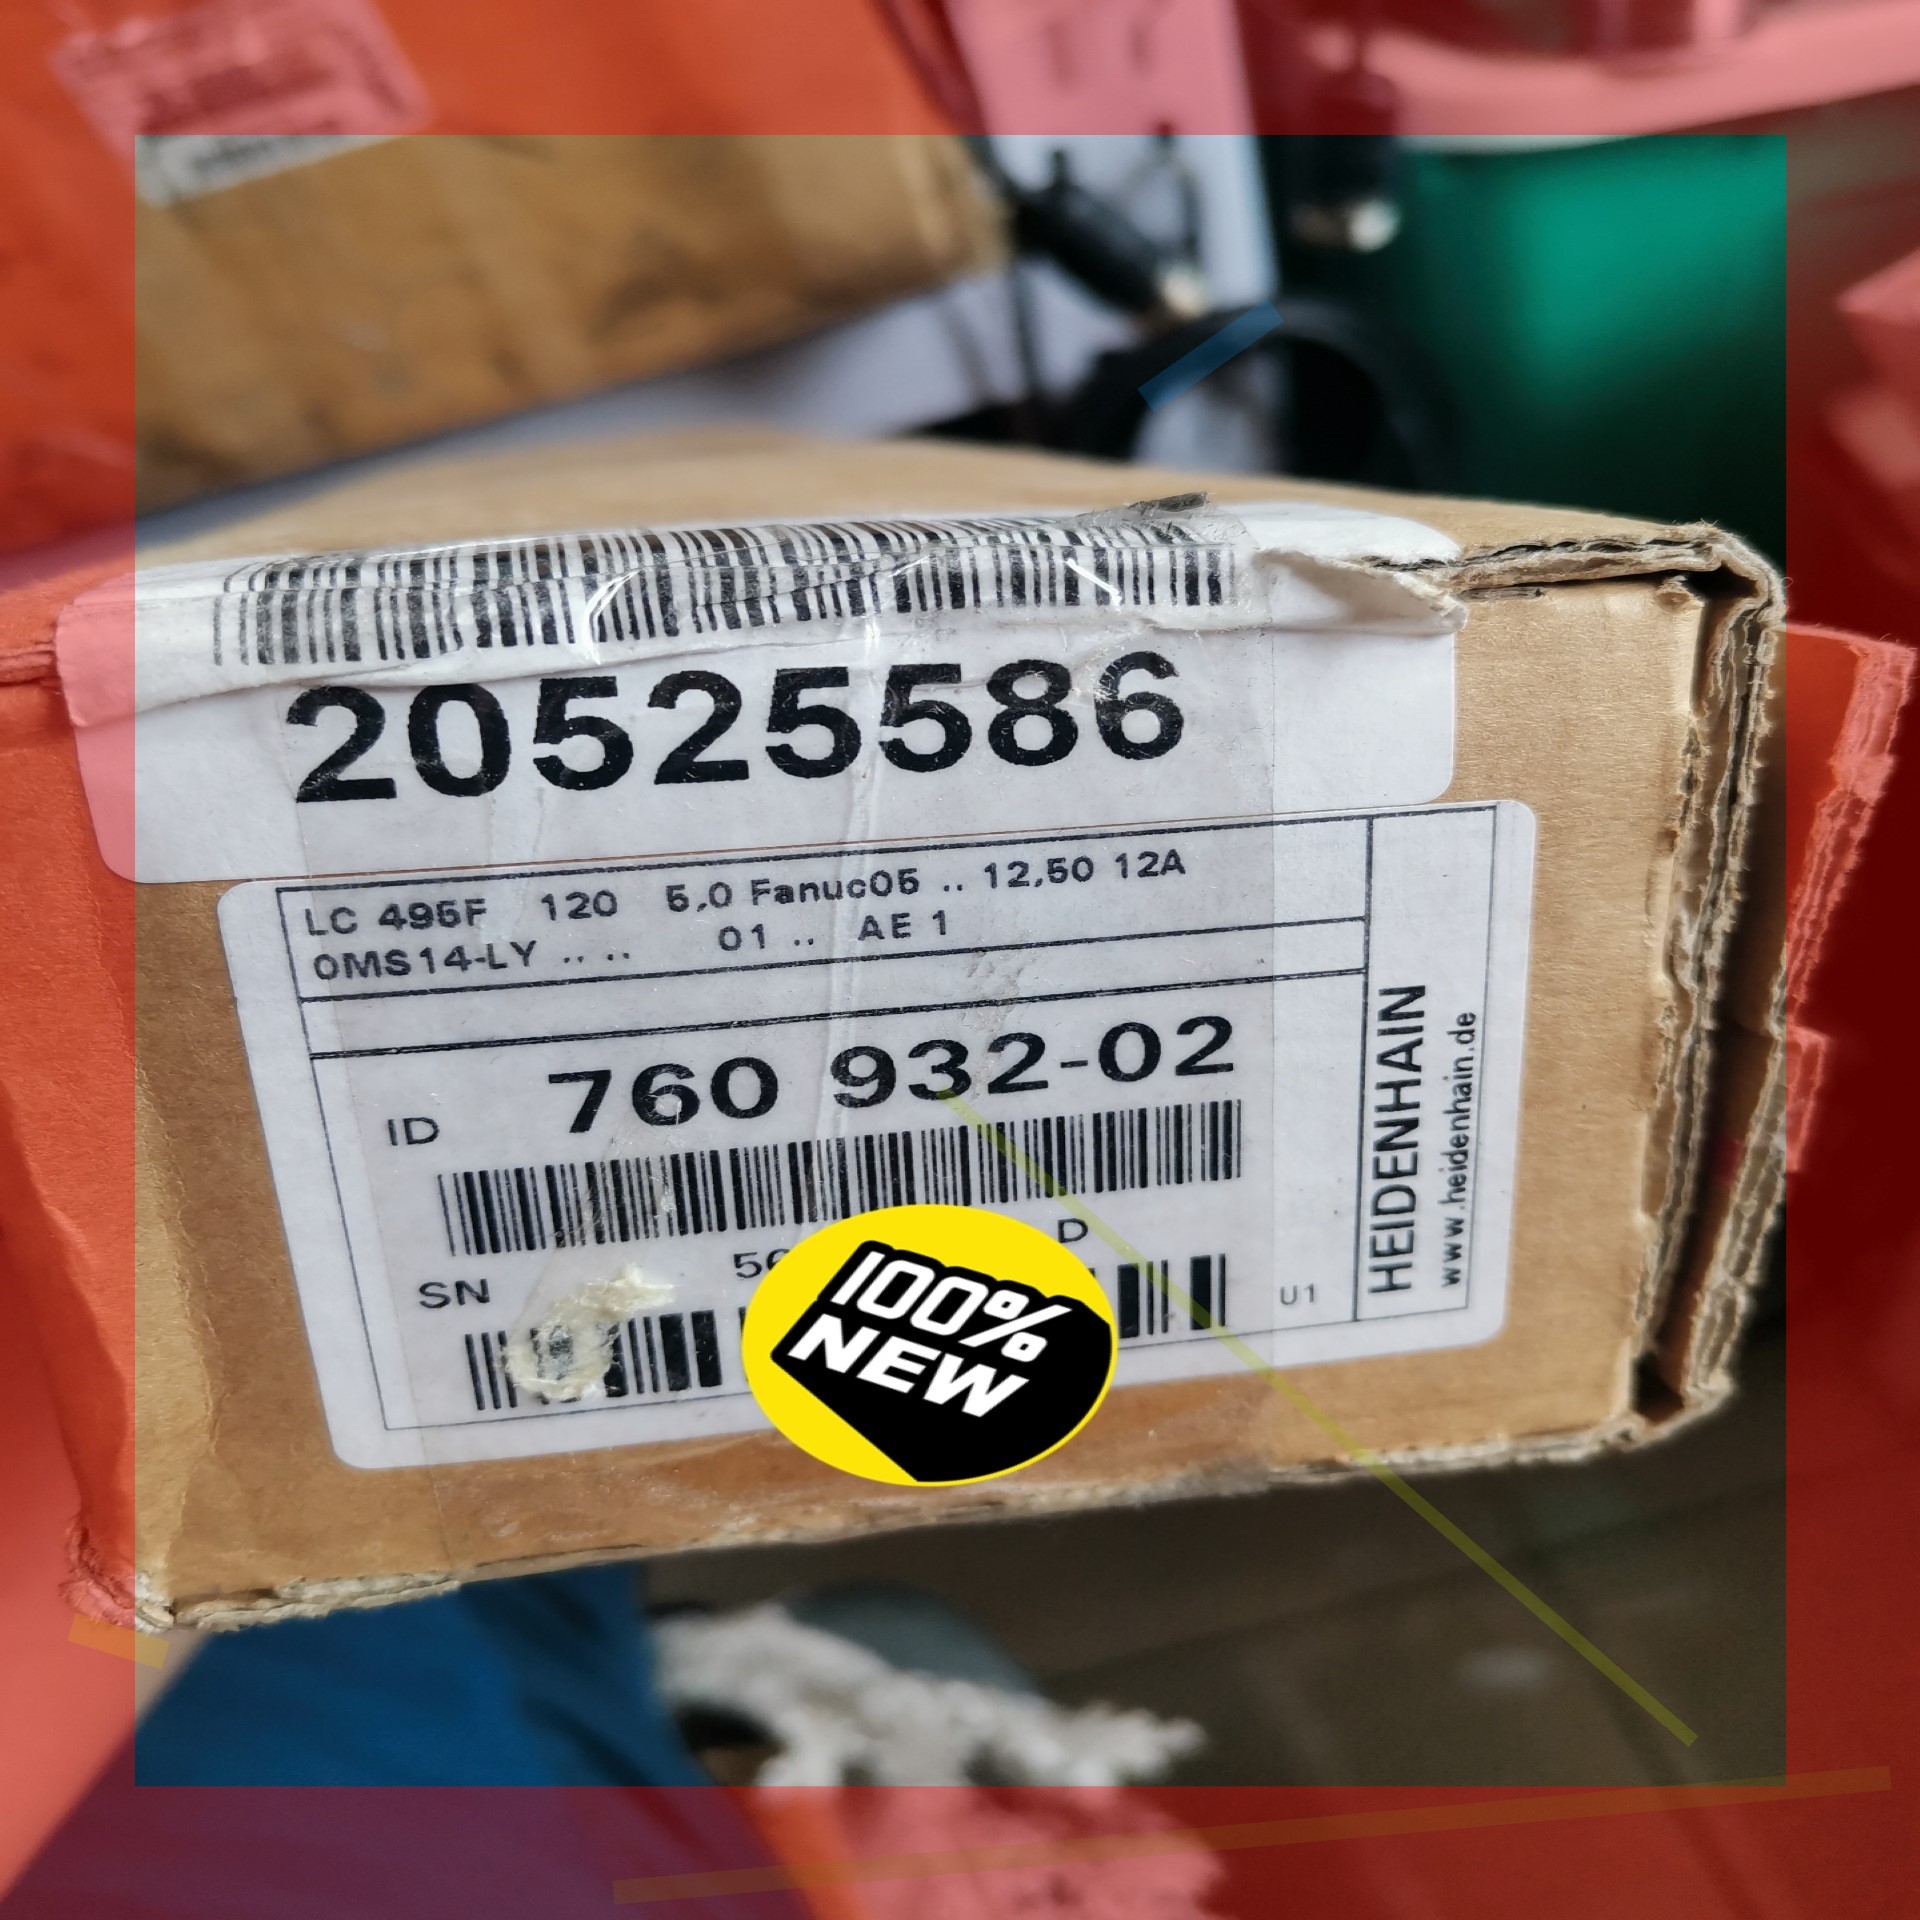 20525586
LC 495F 120 5,0 Fanuc05 .. 12,50 12A
0MS14-LY .. .. 01 .. AE 1
ID 760 932-02
SN D
U1
HEIDENHAIN
www.heidenhain.de
100%
NEW